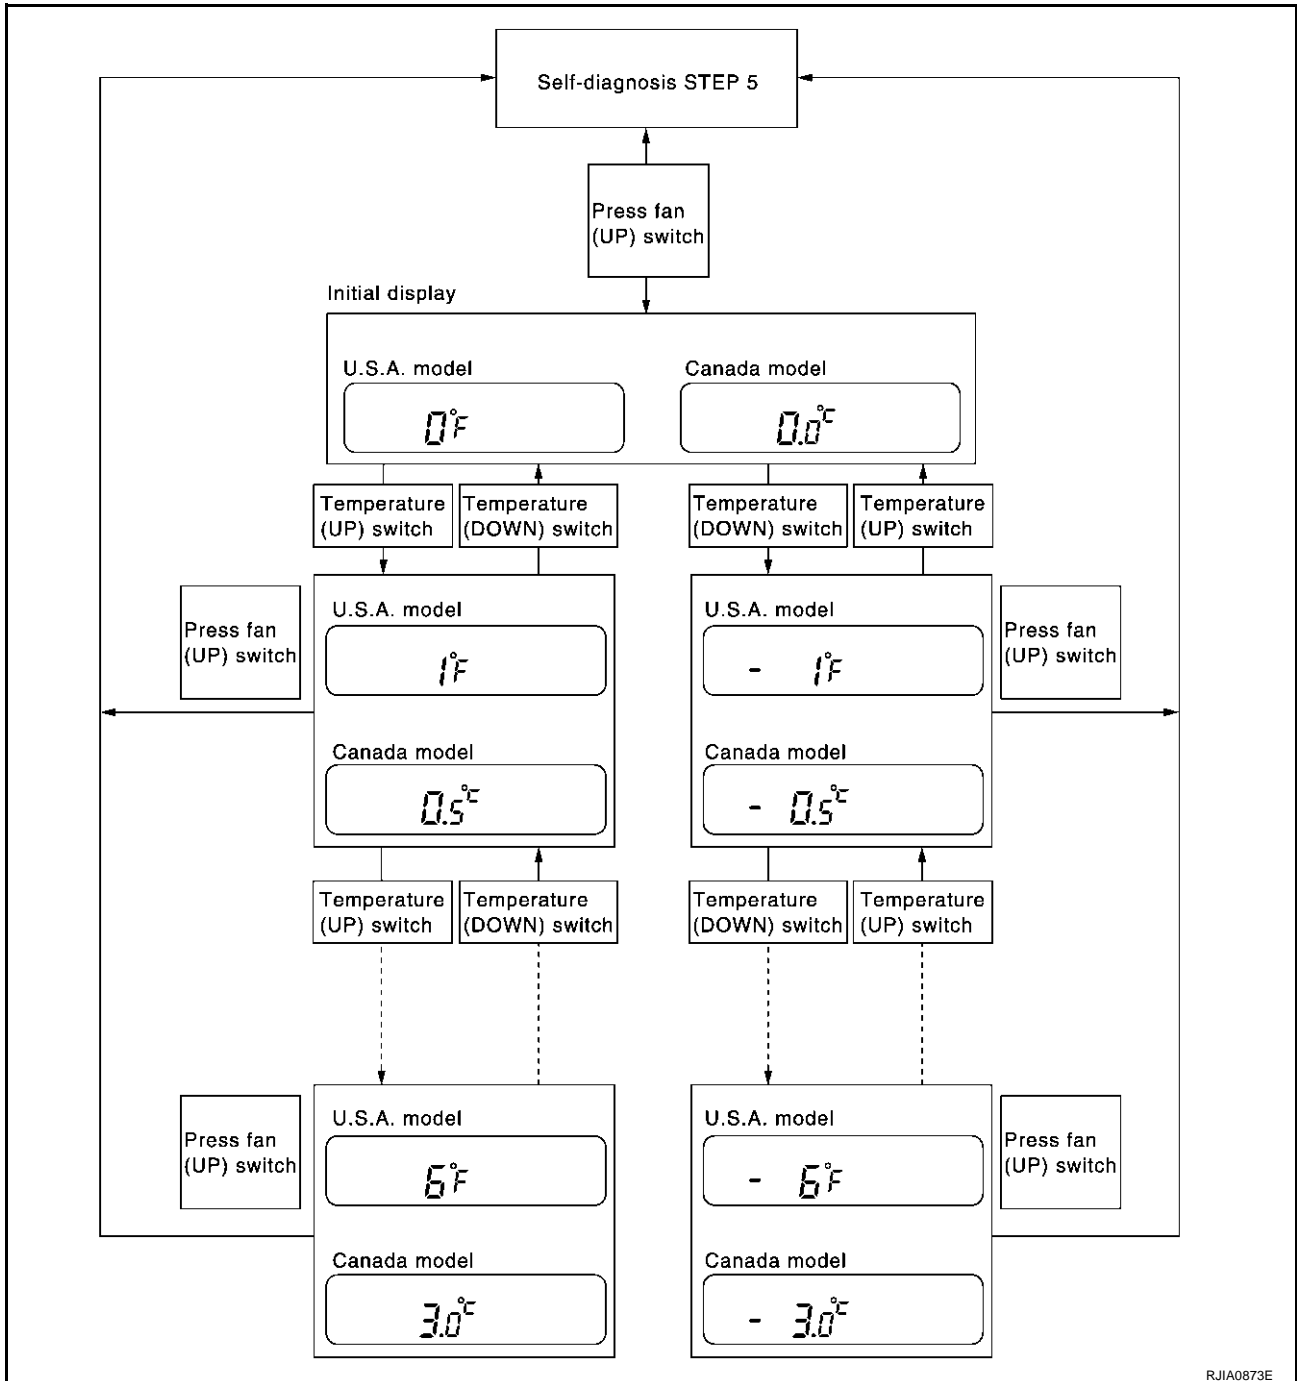 Self-diagnosis STEP 5
Press fan
(UP) switch
Initial display
U.S.A. model
Canada model
0°F
0.0°C
Temperature
(UP) switch
Temperature
(DOWN) switch
Temperature
(DOWN) switch
Temperature
(UP) switch
Press fan
(UP) switch
U.S.A. model
1°F
Canada model
0.5°C
U.S.A. model
- 1°F
Canada model
- 0.5°C
Press fan
(UP) switch
Temperature
(UP) switch
Temperature
(DOWN) switch
Temperature
(DOWN) switch
Temperature
(UP) switch
Press fan
(UP) switch
U.S.A. model
6°F
Canada model
3.0°C
U.S.A. model
- 6°F
Canada model
- 3.0°C
Press fan
(UP) switch
RJIA0873E